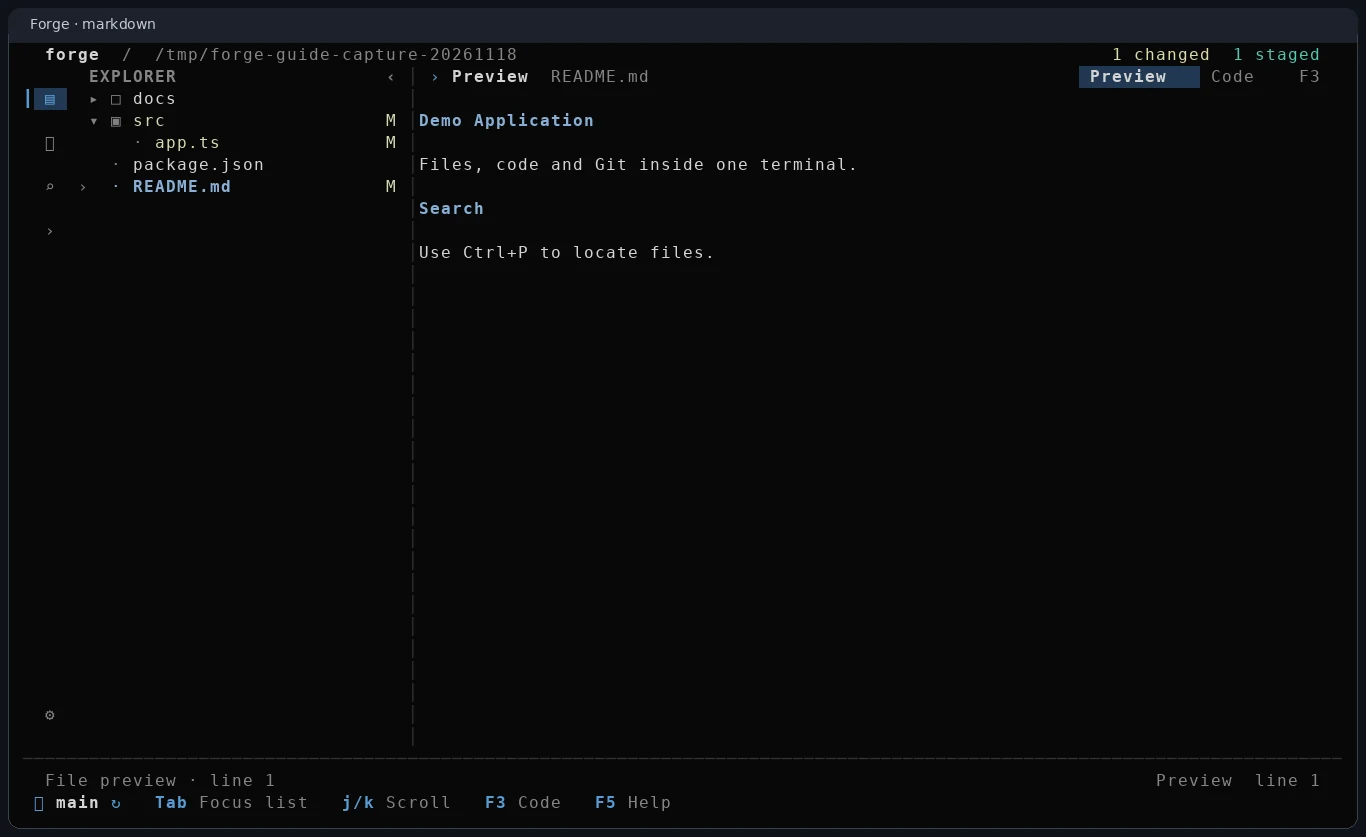 Forge · markdown
forge / /tmp/forge-guide-capture-20261118 1 changed 1 staged
EXPLORER ‹ › Preview README.md Preview Code F3
▸ □ docs
▾ ▣ src M
· app.ts M
· package.json
› · README.md M
Demo Application
Files, code and Git inside one terminal.
Search
Use Ctrl+P to locate files.
File preview · line 1 Preview line 1
main ↻ Tab Focus list j/k Scroll F3 Code F5 Help